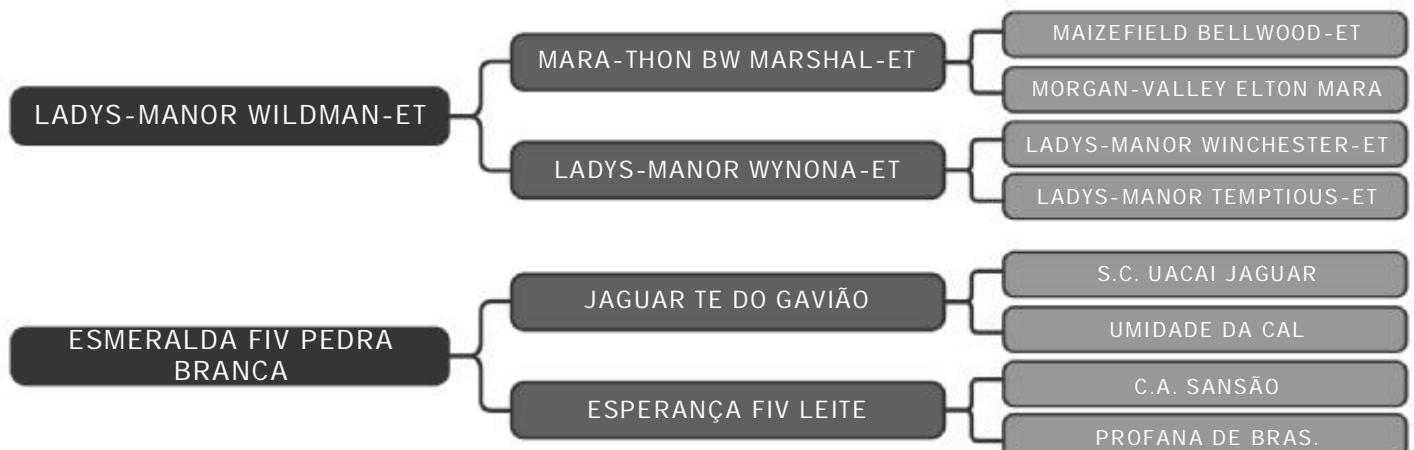 MAIZEFIELD BELLWOOD-ET
MARA-THON BW MARSHAL-ET
MORGAN-VALLEY ELTON MARA
LADYS-MANOR WILDMAN-ET
LADYS-MANOR WINCHESTER-ET
LADYS-MANOR WYNONA-ET
LADYS-MANOR TEMPTIOUS-ET
S.C. UACAI JAGUAR
JAGUAR TE DO GAVIÃO
UMIDADE DA CAL
ESMERALDA FIV PEDRA
BRANCA
C.A. SANSÃO
ESPERANÇA FIV LEITE
PROFANA DE BRAS.